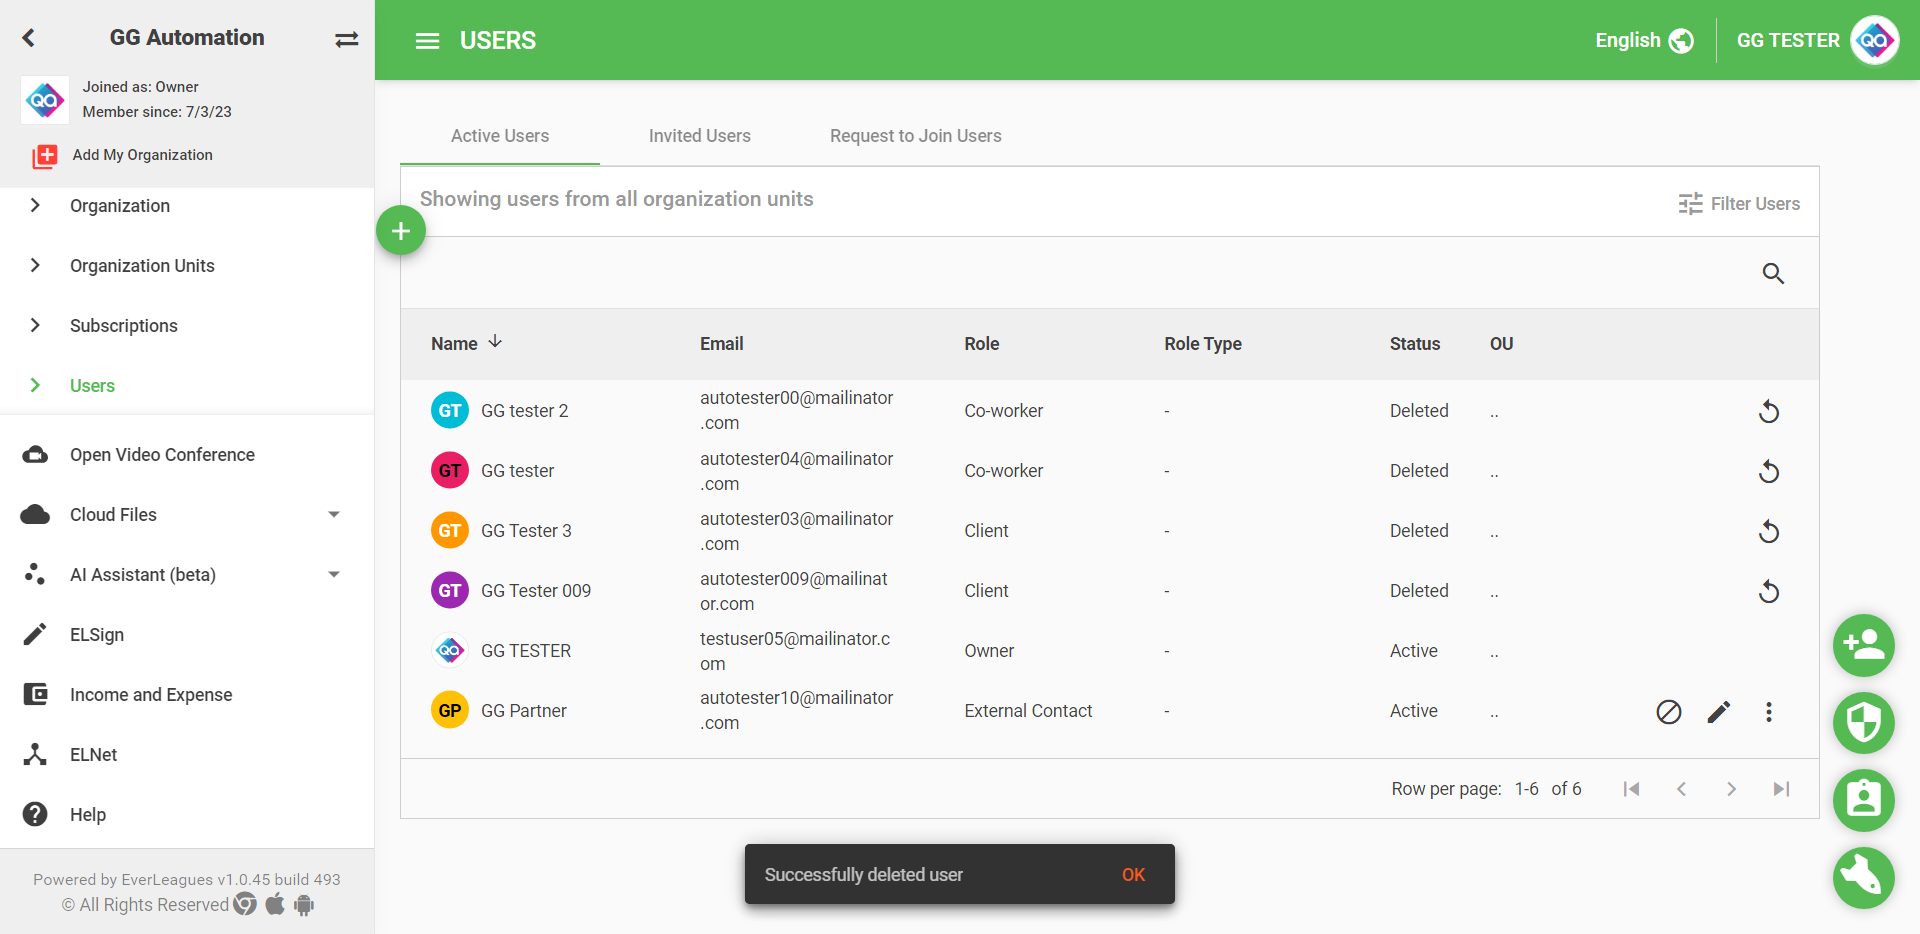 GG Automation
Joined as: Owner
Member since: 7/3/23
Add My Organization
Organization
Organization Units
Subscriptions
Users
Open Video Conference
Cloud Files
AI Assistant (beta)
ELSign
Income and Expense
ELNet
Help
Powered by EverLeagues v1.0.45 build 493
© All Rights Reserved
USERS
English
GG TESTER
Active Users
Invited Users
Request to Join Users
Showing users from all organization units
Filter Users
Name Email Role Role Type Status OU
GT GG tester 2 autotester00@mailinator
.com Co-worker - Deleted ..
GT GG tester autotester04@mailinator
.com Co-worker - Deleted ..
GT GG Tester 3 autotester03@mailinator
.com Client - Deleted ..
GT GG Tester 009 autotester009@mailinat
or.com Client - Deleted ..
QA GG TESTER testuser05@mailinator.c
om Owner - Active ..
GP GG Partner autotester10@mailinator
.com External Contact - Active ..
Row per page: 1-6 of 6
Successfully deleted user OK